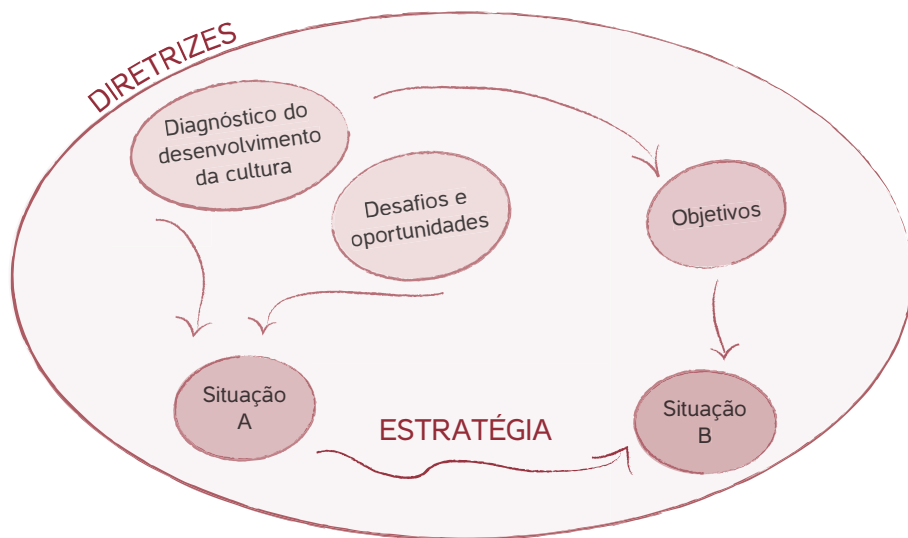 DIRETRIZES
Diagnóstico do
desenvolvimento
da cultura
Desafios e
oportunidades
Objetivos
Situação
A
ESTRATÉGIA
Situação
B